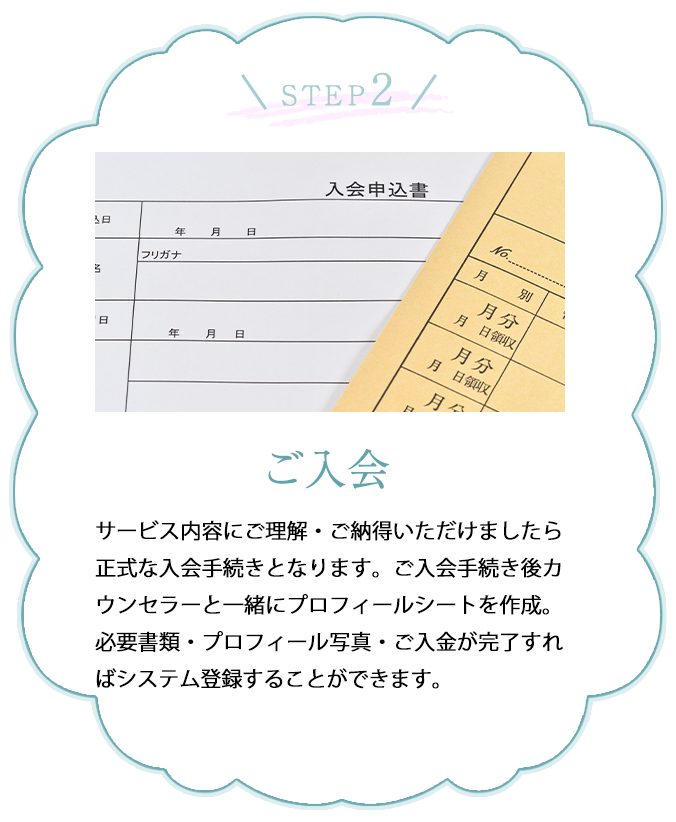 \ STEP2 /
入会申込書
込日
年 月 日
フリガナ
名
日
年 月 日
No.
月 別
月分
月 日領収
月分
月 日領収
月分
ご入会
サービス内容にご理解・ご納得いただけましたら
正式な入会手続きとなります。ご入会手続き後カ
ウンセラーと一緒にプロフィールシートを作成。
必要書類・プロフィール写真・ご入金が完了すれ
ばシステム登録することができます。